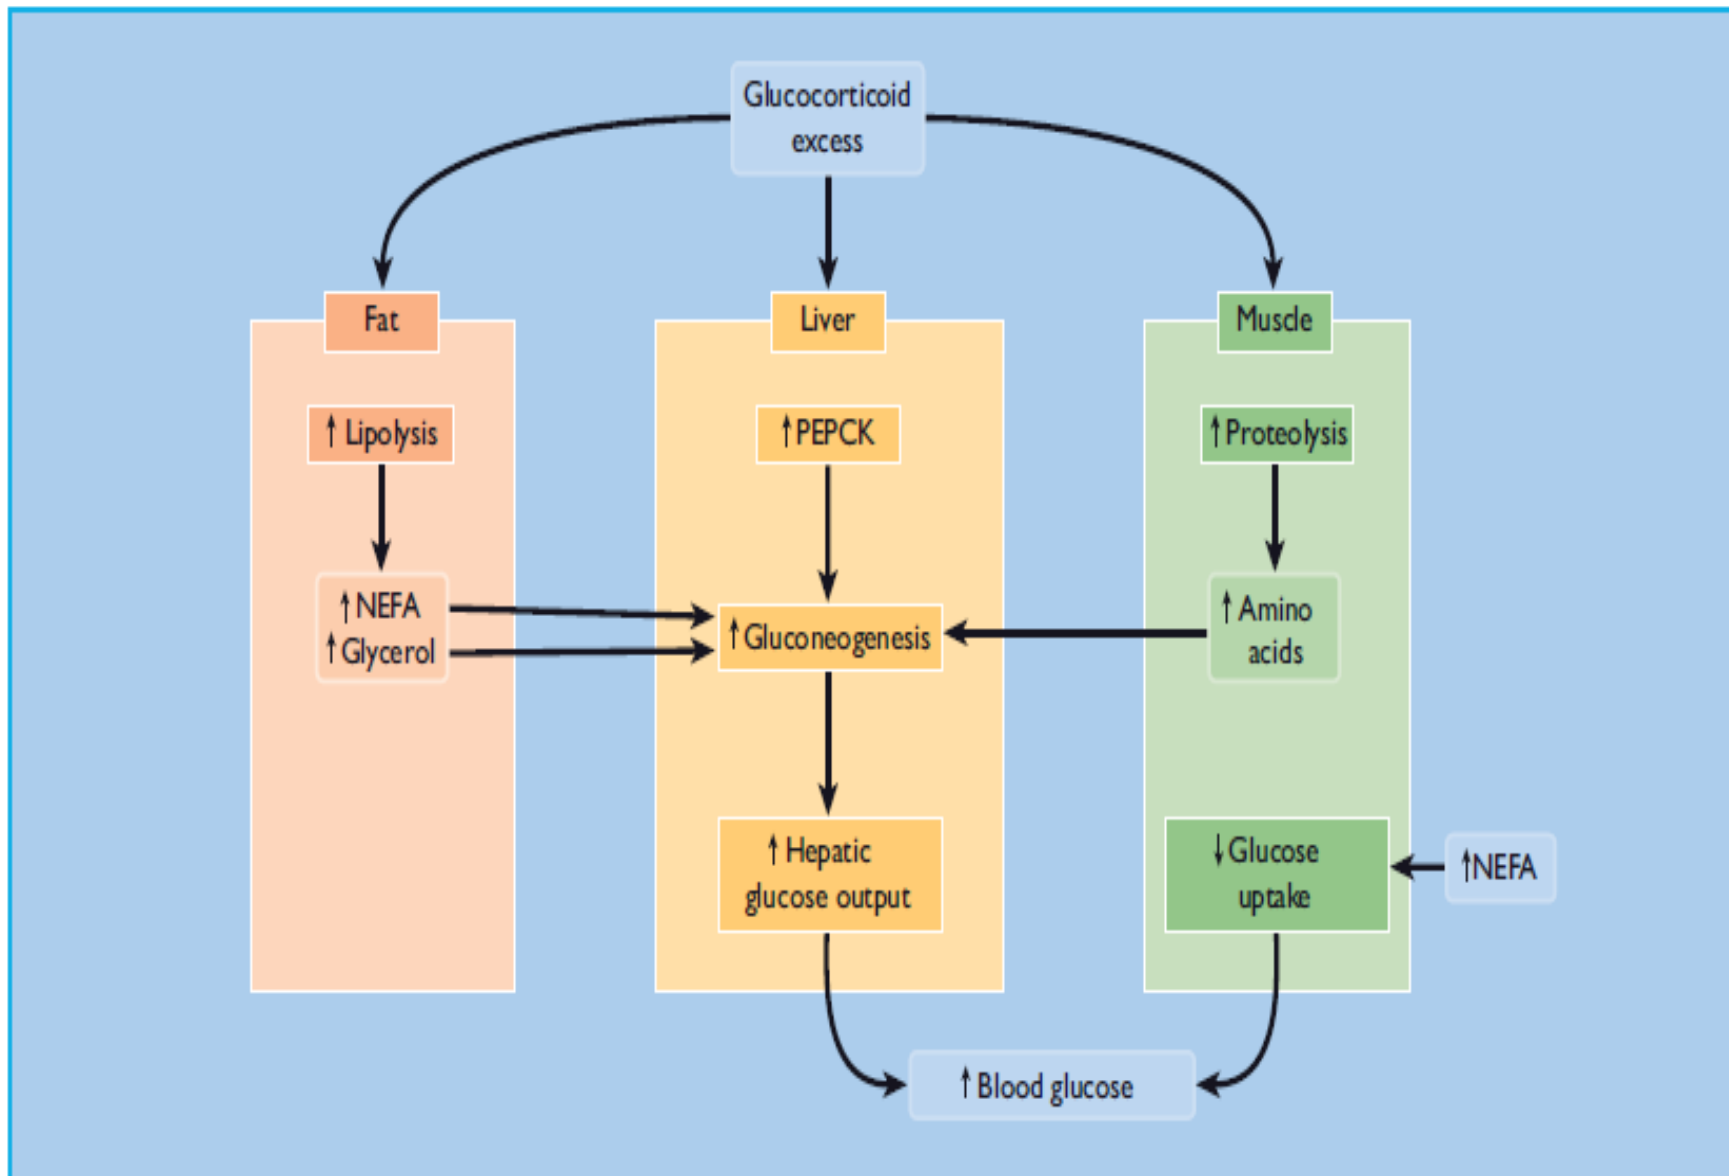 Glucocorticoid
excess
Fat
Liver
Muscle
↑ Lipolysis
↑ PEPCK
↑ Proteolysis
↑ NEFA
↑ Glycerol
↑ Gluconeogenesis
↑ Amino
acids
↑ Hepatic
glucose output
↓ Glucose
uptake
↑ NEFA
↑ Blood glucose